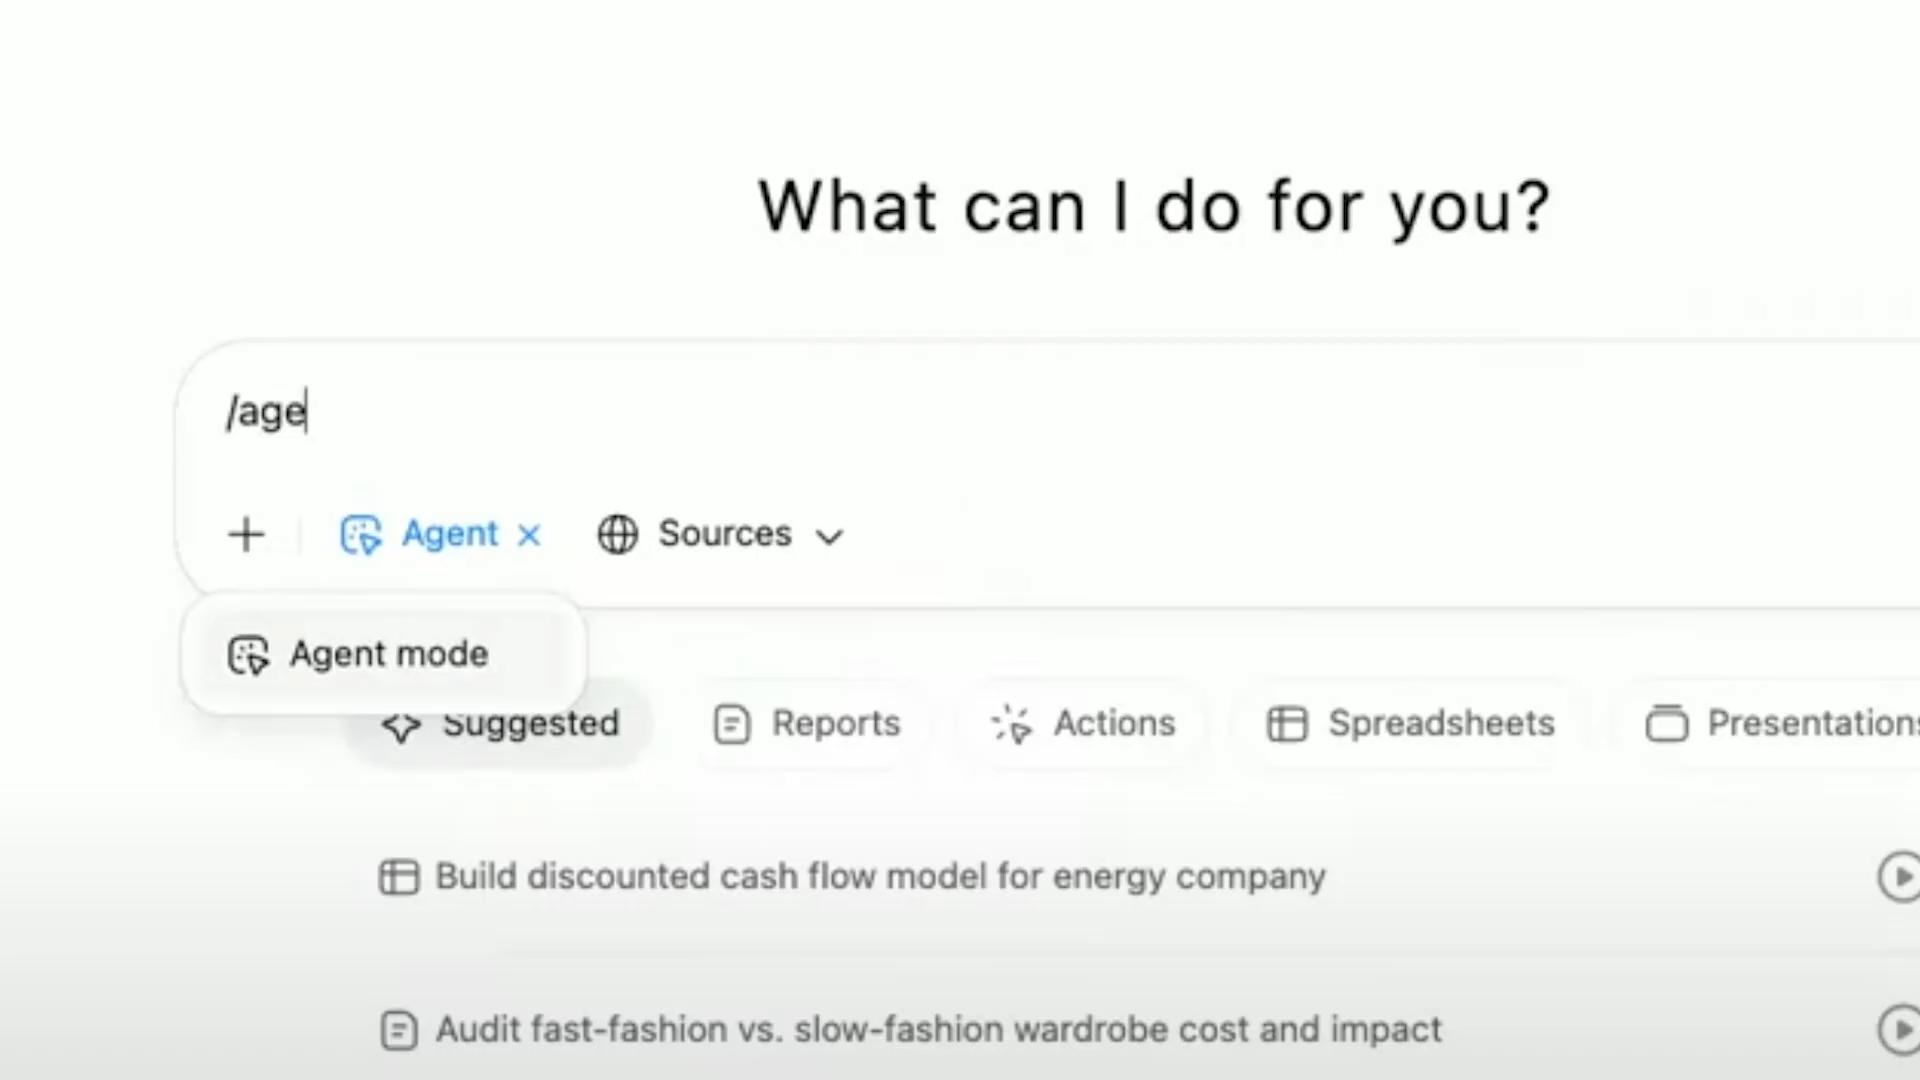 What can I do for you?
/age
Agent Sources
Agent mode
Suggested Reports Actions Spreadsheets Presentations
Build discounted cash flow model for energy company
Audit fast-fashion vs. slow-fashion wardrobe cost and impact